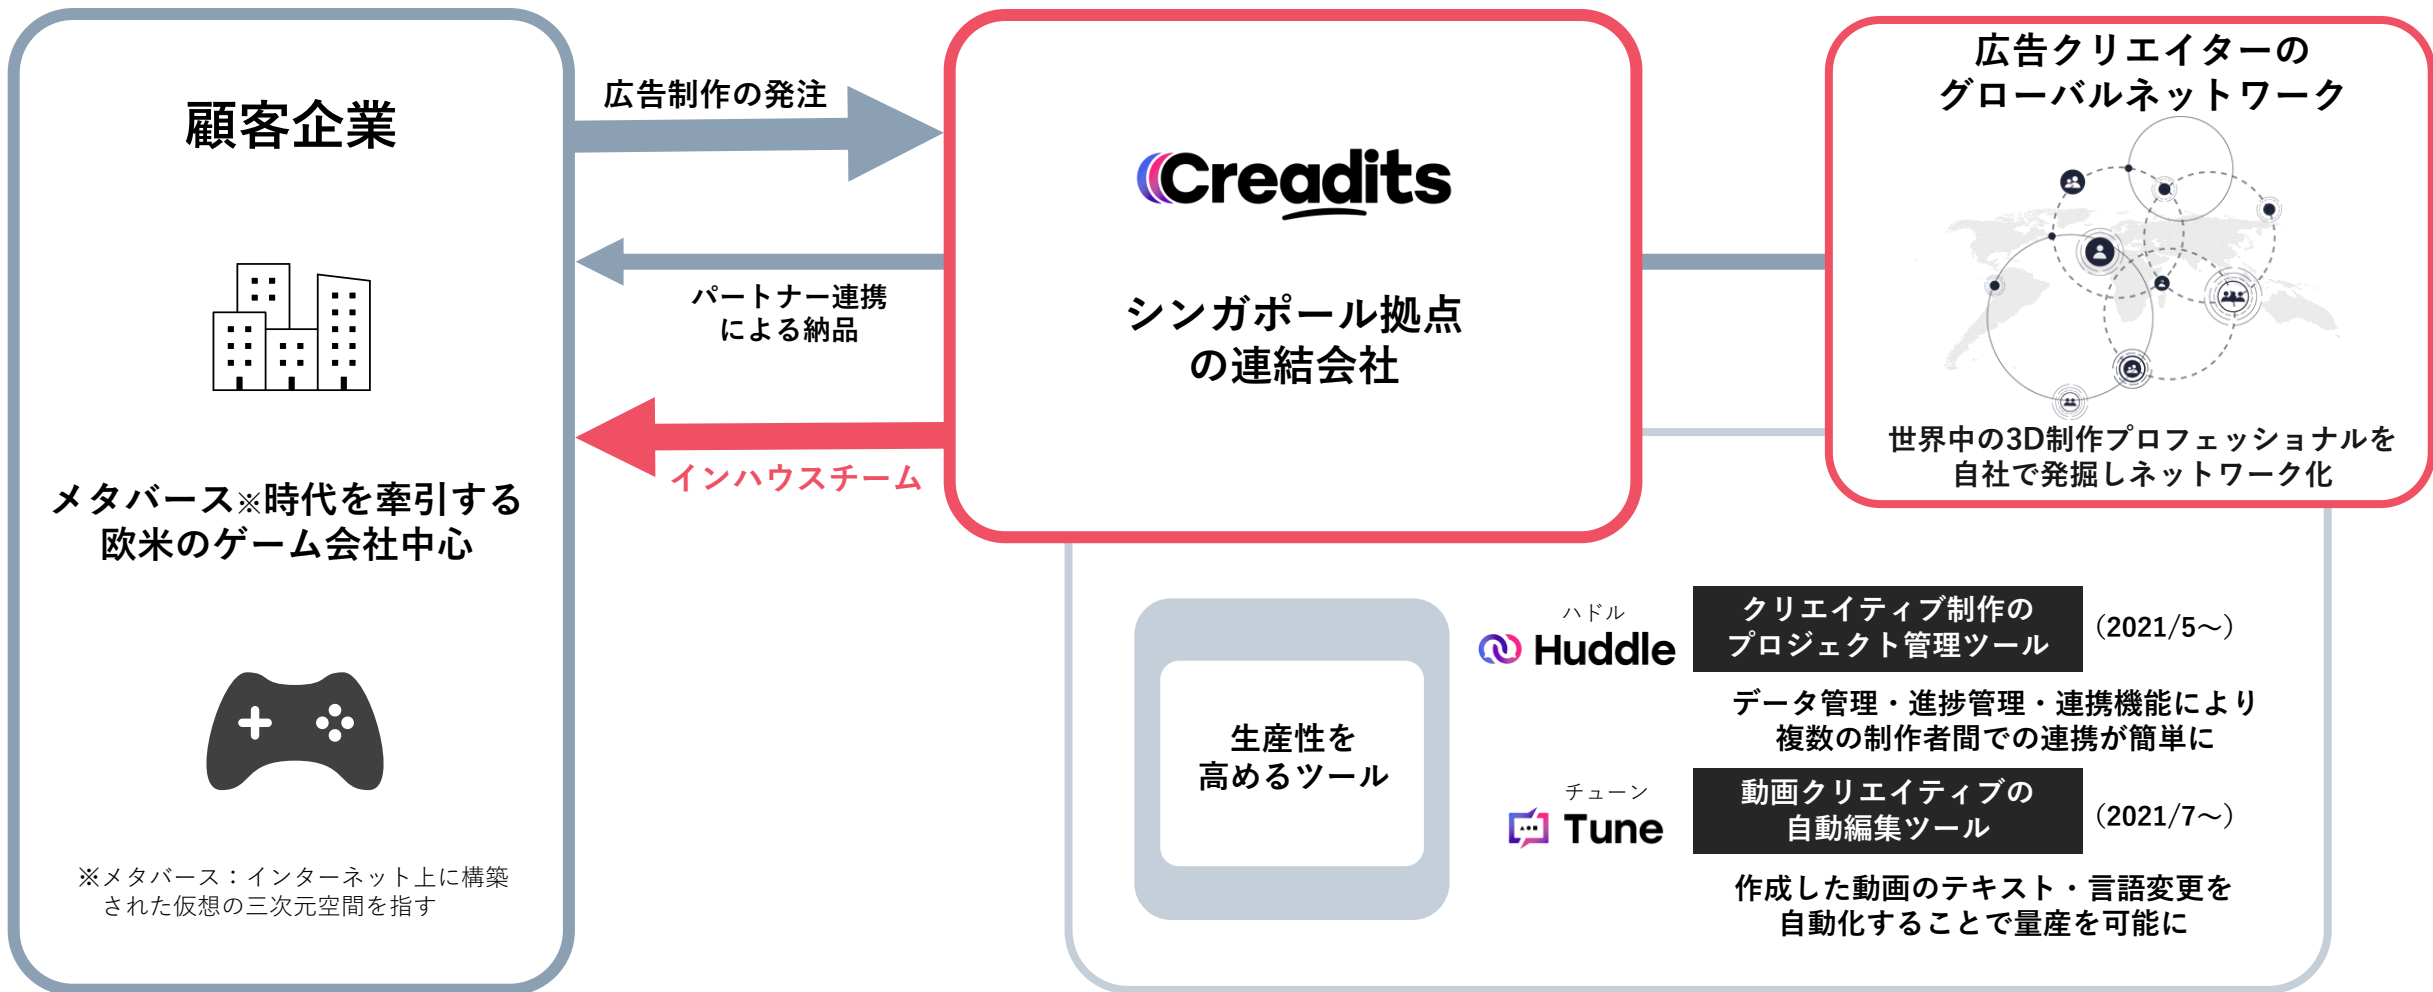 顧客企業
メタバース※時代を牽引する
欧米のゲーム会社中心
※メタバース：インターネット上に構築
された仮想の三次元空間を指す
広告制作の発注
パートナー連携
による納品
インハウスチーム
Creadits
シンガポール拠点
の連結会社
広告クリエイターの
グローバルネットワーク
世界中の3D制作プロフェッショナルを
自社で発掘しネットワーク化
生産性を
高めるツール
ハドル
Huddle
クリエイティブ制作の
プロジェクト管理ツール
（2021/5～）
データ管理・進捗管理・連携機能により
複数の制作者間での連携が簡単に
チューン
Tune
動画クリエイティブの
自動編集ツール
（2021/7～）
作成した動画のテキスト・言語変更を
自動化することで量産を可能に